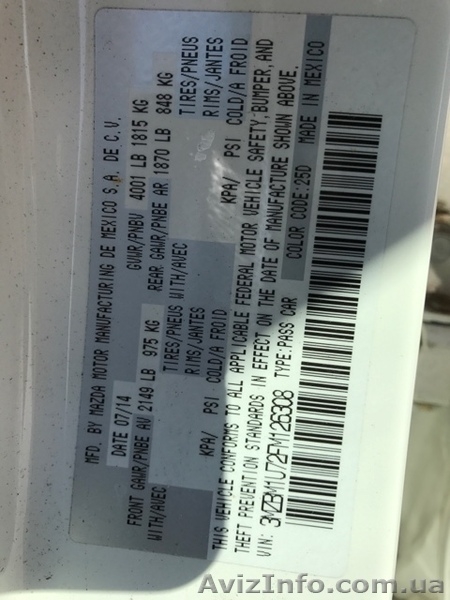 MFD. BY MAZDA MOTOR MANUFACTURING DE MEXICO S.A. DE C.V.
DATE 07/14 GVWR/PNBV 4001 LB 1815 KG
FRONT GAWR/PNBE AV 2149 LB 975 KG REAR GAWR/PNBE AR 1870 LB 848 KG
WITH/AVEC TIRES/PNEUS WITH/AVEC TIRES/PNEUS
RIMS/JANTES RIMS/JANTES
KPA/ PSI COLD/A FROID KPA/ PSI COLD/A FROID
THIS VEHICLE CONFORMS TO ALL APPLICABLE FEDERAL MOTOR VEHICLE SAFETY, BUMPER, AND
THEFT PREVENTION STANDARDS IN EFFECT ON THE DATE OF MANUFACTURE SHOWN ABOVE.
VIN: 3MZBM1U72FM126308 TYPE:PASS CAR COLOR CODE:25D MADE IN MEXICO
AvizInfo.com.ua